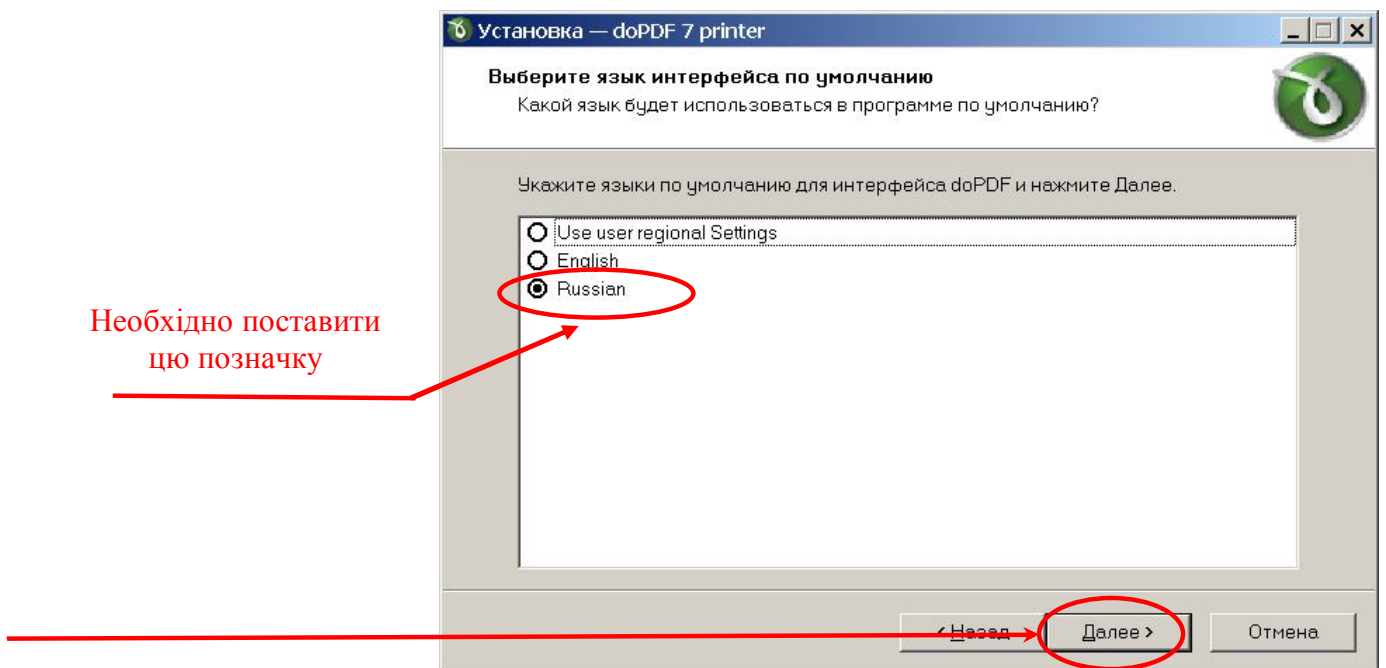 Установка — doPDF 7 printer
Выберите язык интерфейса по умолчанию
Какой язык будет использоваться в программе по умолчанию?
Укажите языки по умолчанию для интерфейса doPDF и нажмите Далее.
Use user regional Settings
English
Russian
Необхідно поставити
цю позначку
< Назад
Далее >
Отмена